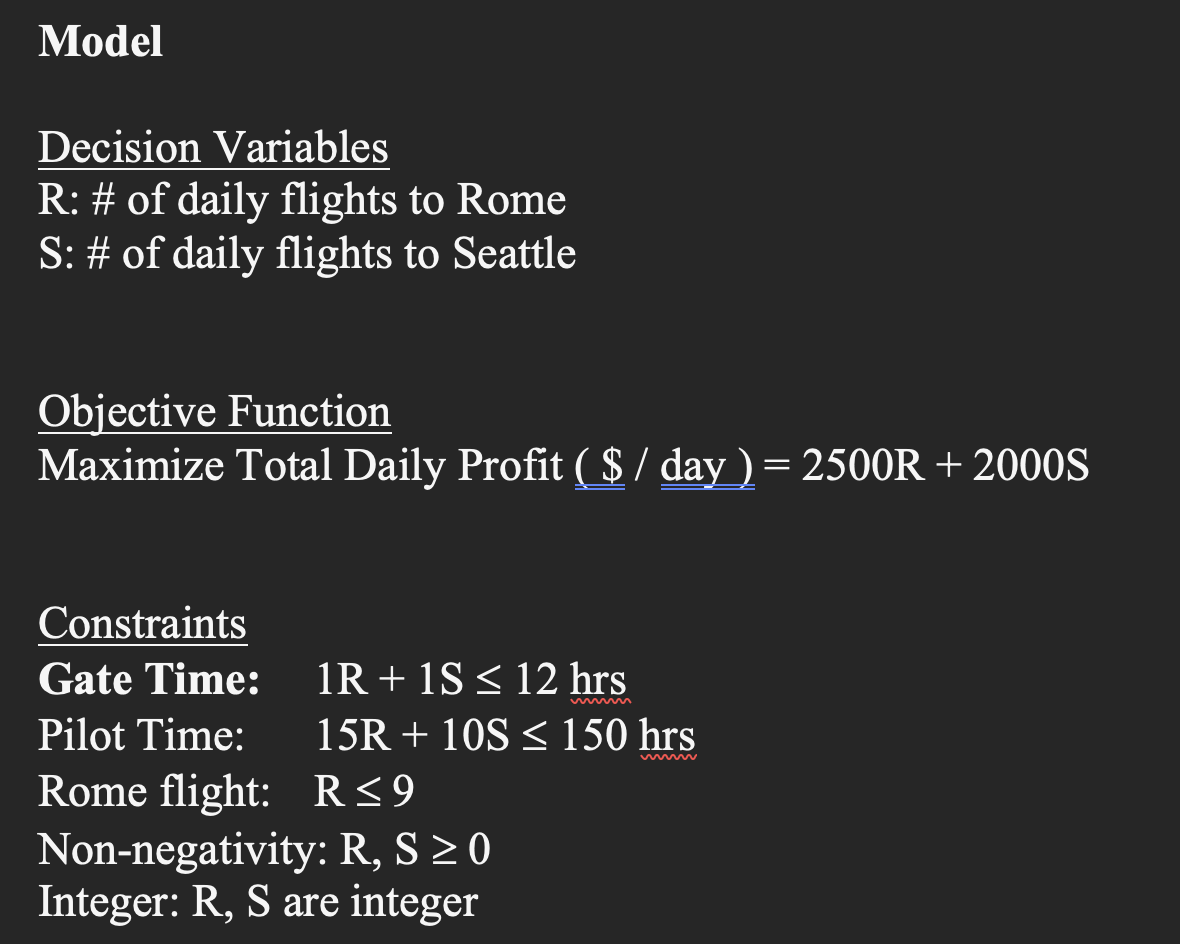 Model
Decision Variables
R: # of daily flights to Rome
S: # of daily flights to Seattle
Objective Function
Maximize Total Daily Profit ( $ / day ) = 2500R + 2000S
Constraints
Gate Time: 1R + 1S ≤ 12 hrs
Pilot Time: 15R + 10S ≤ 150 hrs
Rome flight: R ≤ 9
Non-negativity: R, S ≥ 0
Integer: R, S are integer